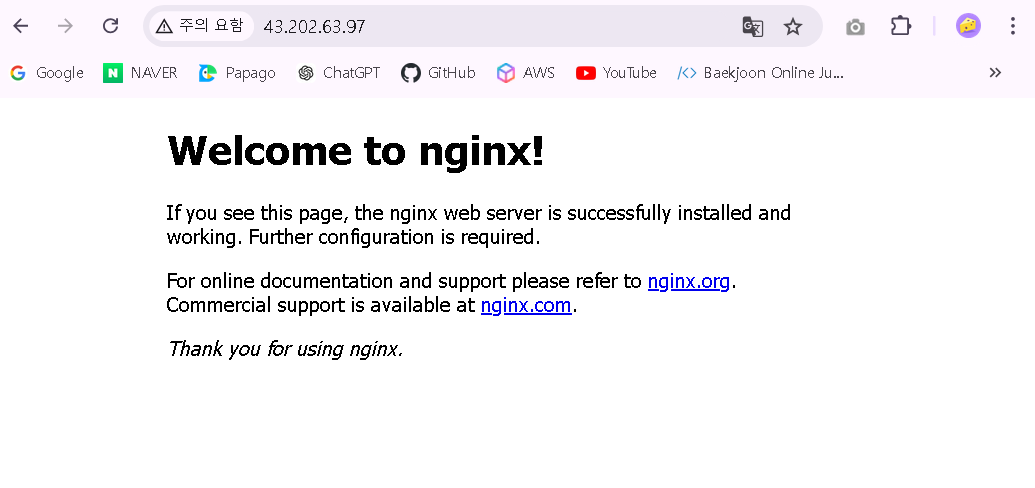 주의 요함 43.202.63.97
Google NAVER Papago ChatGPT GitHub AWS YouTube Baekjoon Online Ju...
Welcome to nginx!
If you see this page, the nginx web server is successfully installed and
working. Further configuration is required.
For online documentation and support please refer to nginx.org.
Commercial support is available at nginx.com.
Thank you for using nginx.